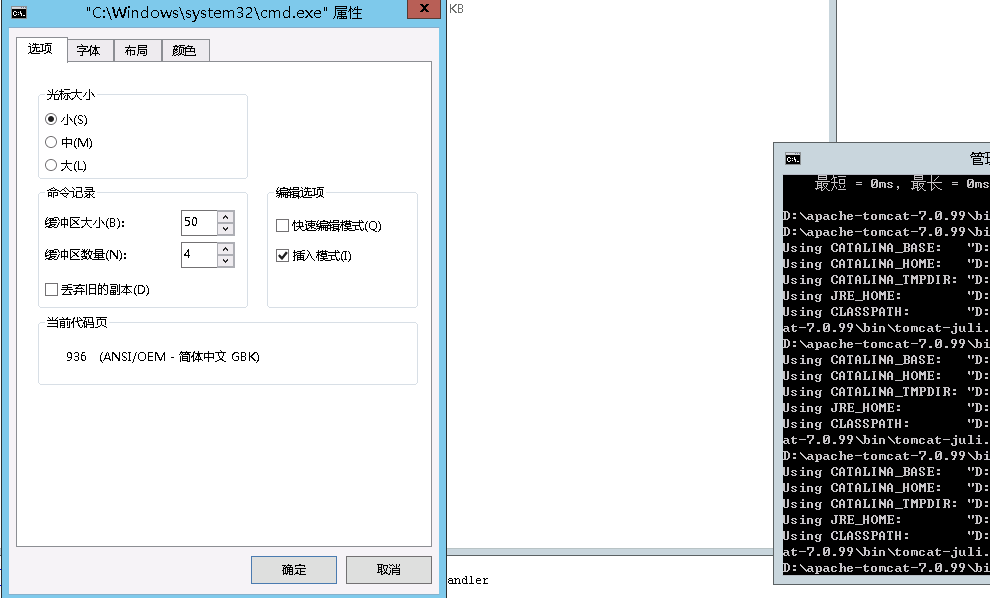 "C:\Windows\system32\cmd.exe" 属性
x
KB
选项
字体
布局
颜色
光标大小
小(S)
中(M)
大(L)
命令记录
缓冲区大小(B):
50
缓冲区数量(N):
4
丢弃旧的副本(D)
编辑选项
快速编辑模式(Q)
插入模式(I)
当前代码页
936 (ANSI/OEM - 简体中文 GBK)
确定
取消
andler
C:\.
管理
最短 = 0ms, 最长 = 0ms
D:\apache-tomcat-7.0.99\bi
D:\apache-tomcat-7.0.99\bi
Using CATALINA_BASE: "D:
Using CATALINA_HOME: "D:
Using CATALINA_TMPDIR: "D:
Using JRE_HOME: "D:
Using CLASSPATH: "D:
at-7.0.99\bin\tomcat-juli.
D:\apache-tomcat-7.0.99\bi
Using CATALINA_BASE: "D:
Using CATALINA_HOME: "D:
Using CATALINA_TMPDIR: "D:
Using JRE_HOME: "D:
Using CLASSPATH: "D:
at-7.0.99\bin\tomcat-juli.
D:\apache-tomcat-7.0.99\bi
Using CATALINA_BASE: "D:
Using CATALINA_HOME: "D:
Using CATALINA_TMPDIR: "D:
Using JRE_HOME: "D:
Using CLASSPATH: "D:
at-7.0.99\bin\tomcat-juli.
D:\apache-tomcat-7.0.99\bi